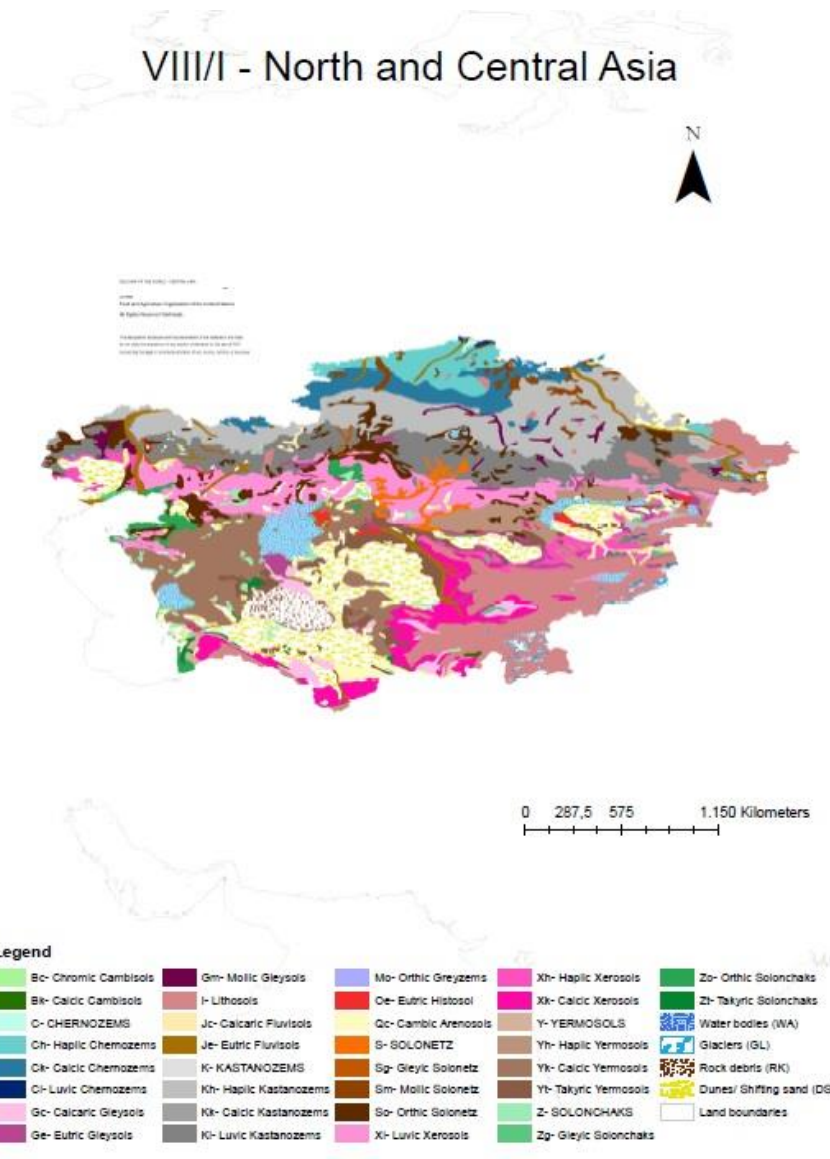 VIII/I - North and Central Asia
N
Food and Agriculture Organization of the United Nations
0 287,5 575 1.150 Kilometers
Legend
Bc- Chromic Cambisols
Bk- Calcic Cambisols
C- CHERNOZEMS
Ch- Haplic Chernozems
Ck- Calcic Chernozems
Cl- Luvic Chernozems
Gc- Calcaric Gleysols
Ge- Eutric Gleysols
Gm- Mollic Gleysols
I- Lithosols
Jc- Calcaric Fluvisols
Je- Eutric Fluvisols
K- KASTANOZEMS
Kh- Haplic Kastanozems
Kk- Calcic Kastanozems
Kl- Luvic Kastanozems
Mo- Orthic Greyzems
Oe- Eutric Histosol
Qc- Cambic Arenosols
S- SOLONETZ
Sg- Gleyic Solonetz
Sm- Mollic Solonetz
So- Orthic Solonetz
Xl- Luvic Xerosols
Xh- Haplic Xerosols
Xk- Calcic Xerosols
Y- YERMOSOLS
Yh- Haplic Yermosols
Yk- Calcic Yermosols
Yt- Takyric Yermosols
Z- SOLONCHAKS
Zg- Gleyic Solonchaks
Zo- Orthic Solonchaks
Zt- Takyric Solonchaks
Water bodies (WA)
Glaciers (GL)
Rock debris (RK)
Dunes/ Shifting sand (DS
Land boundaries